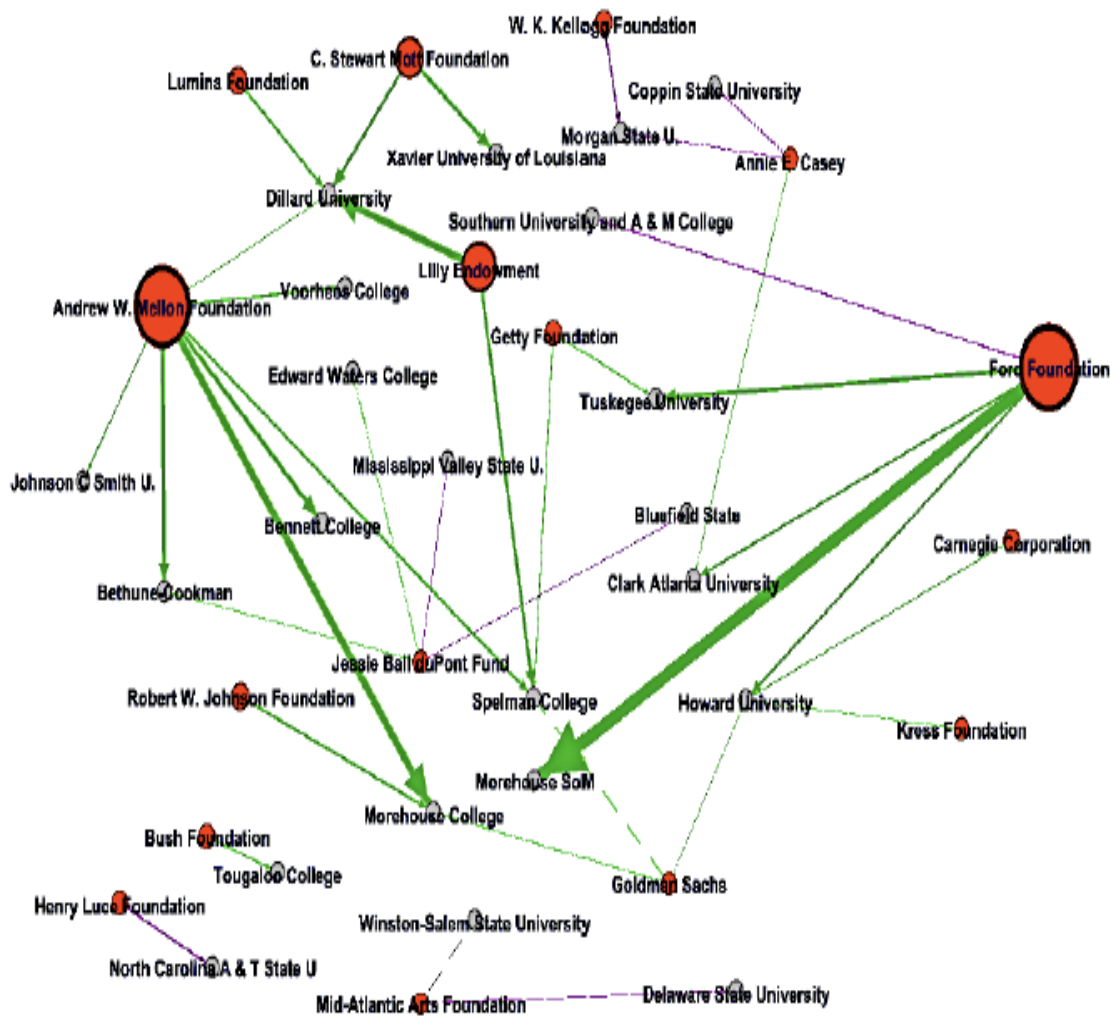 W. K. Kellogg Foundation
C. Stewart Mott Foundation
Lumina Foundation
Coppin State University
Morgan State U.
Xavier University of Louisiana
Annie E. Casey
Dillard University
Southern University and A & M College
Lilly Endowment
Voorhees College
Andrew W. Mellon Foundation
Getty Foundation
Ford Foundation
Edward Waters College
Tuskegee University
Mississippi Valley State U.
Johnson C Smith U.
Bluefield State
Bennett College
Carnegie Corporation
Clark Atlanta University
Bethune-Cookman
Jessie Ball duPont Fund
Robert W. Johnson Foundation
Spelman College
Howard University
Kress Foundation
Morehouse SoM
Morehouse College
Bush Foundation
Tougaloo College
Goldman Sachs
Henry Luce Foundation
Winston-Salem State University
North Carolina A & T State U
Delaware State University
Mid-Atlantic Arts Foundation